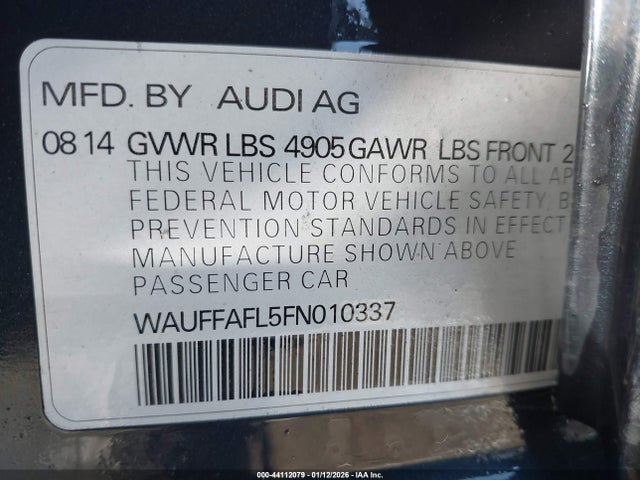 MFD. BY AUDI AG
08 14 GVWR LBS 4905 GAWR LBS FRONT 2
THIS VEHICLE CONFORMS TO ALL AP
FEDERAL MOTOR VEHICLE SAFETY, B
PREVENTION STANDARDS IN EFFECT
MANUFACTURE SHOWN ABOVE
PASSENGER CAR
WAUFFAFL5FN010337
000-44112079 - 01/12/2026 - IAA Inc.